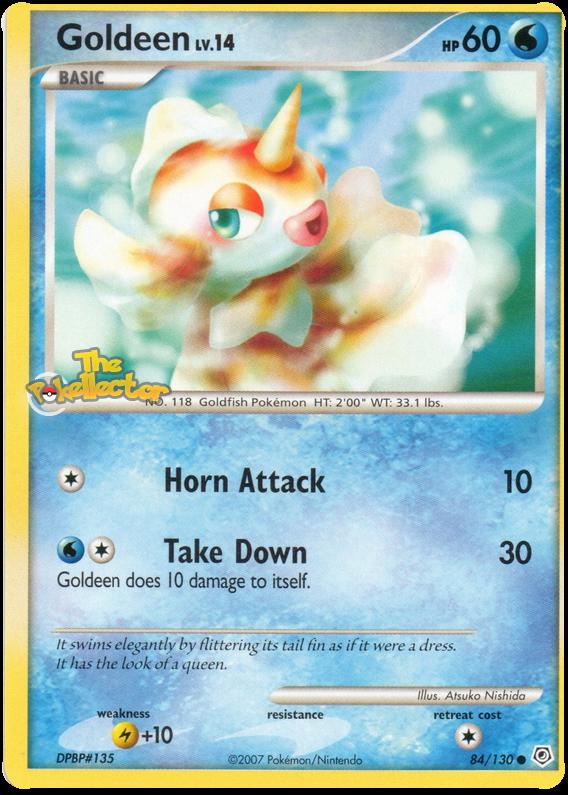 Goldeen LV.14
HP 60
BASIC
The
Pokellector
NO. 118 Goldfish Pokémon HT: 2'00" WT: 33.1 lbs.
Horn Attack 10
Take Down 30
Goldeen does 10 damage to itself.
It swims elegantly by flittering its tail fin as if it were a dress.
It has the look of a queen.
Illus. Atsuko Nishida
weakness resistance retreat cost
+10
DPBP#135 ©2007 Pokémon/Nintendo 84/130